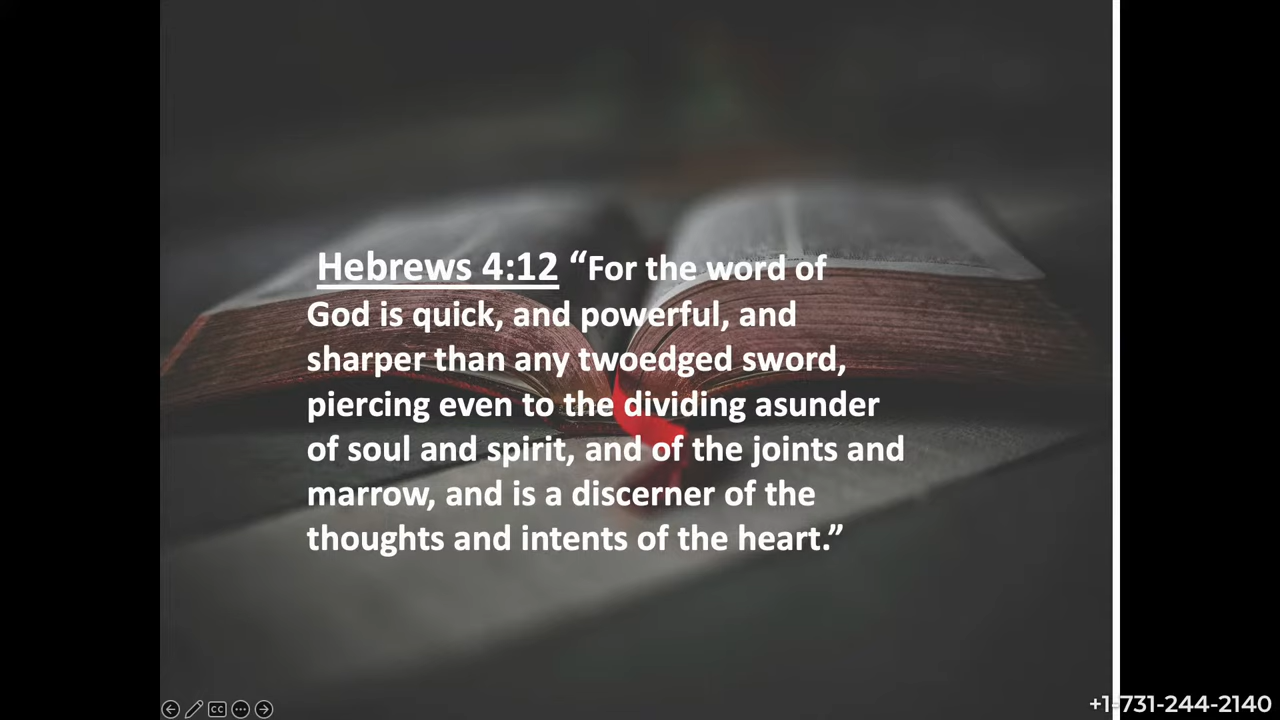 Hebrews 4:12 “For the word of
God is quick, and powerful, and
sharper than any twoedged sword,
piercing even to the dividing asunder
of soul and spirit, and of the joints and
marrow, and is a discerner of the
thoughts and intents of the heart.”
CC
+1-731-244-2140